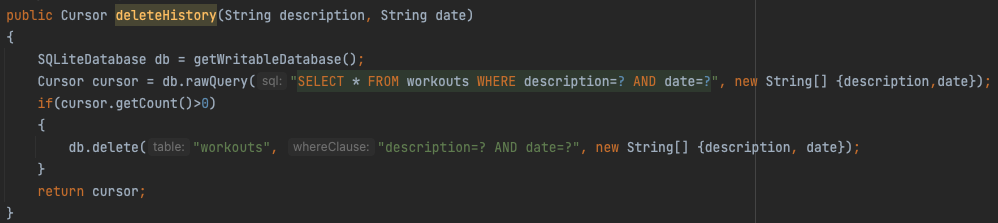 public Cursor deleteHistory(String description, String date)
{
SQLiteDatabase db = getWritableDatabase();
Cursor cursor = db.rawQuery( sql: "SELECT * FROM workouts WHERE description=? AND date=?", new String[] {description,date});
if(cursor.getCount()>0)
{
db.delete( table: "workouts", whereClause: "description=? AND date=?", new String[] {description, date});
}
return cursor;
}